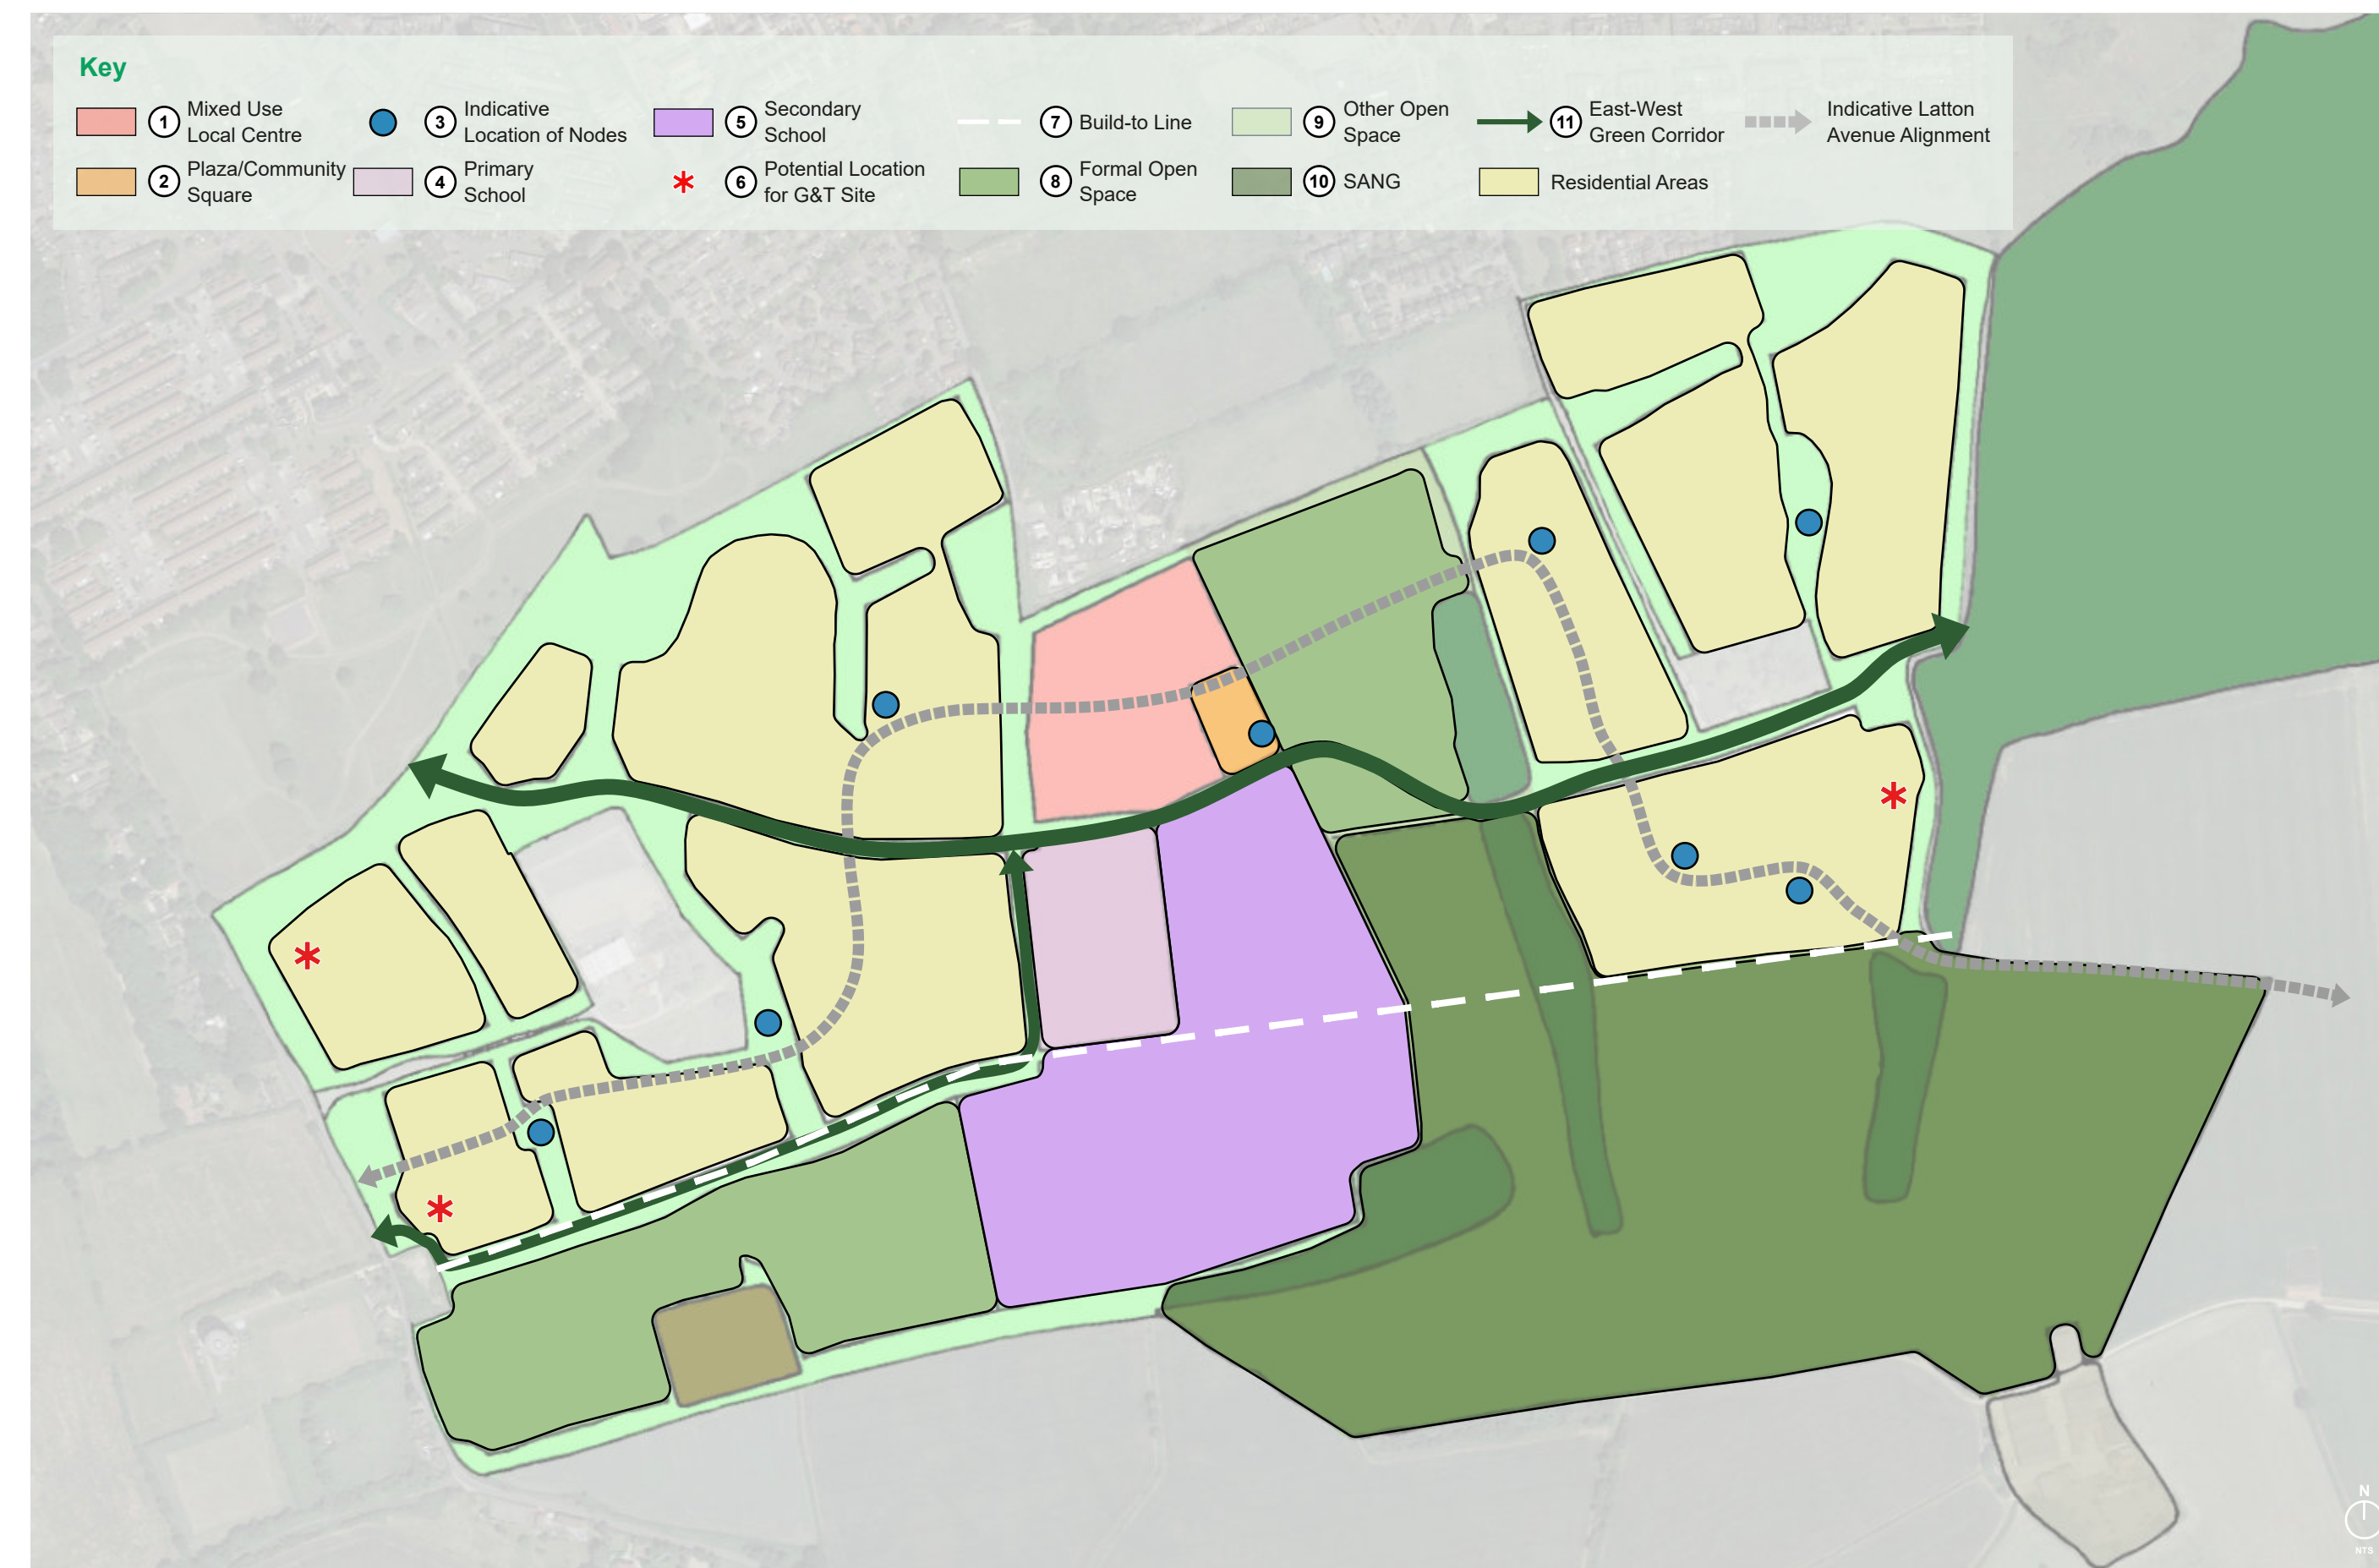 Key
1 Mixed Use
Local Centre
2 Plaza/Community
Square
3 Indicative
Location of Nodes
4 Primary
School
5 Secondary
School
6 Potential Location
for G&T Site
7 Build-to Line
8 Formal Open
Space
9 Other Open
Space
10 SANG
11 East-West
Green Corridor
Residential Areas
Indicative Latton
Avenue Alignment
N
NTS